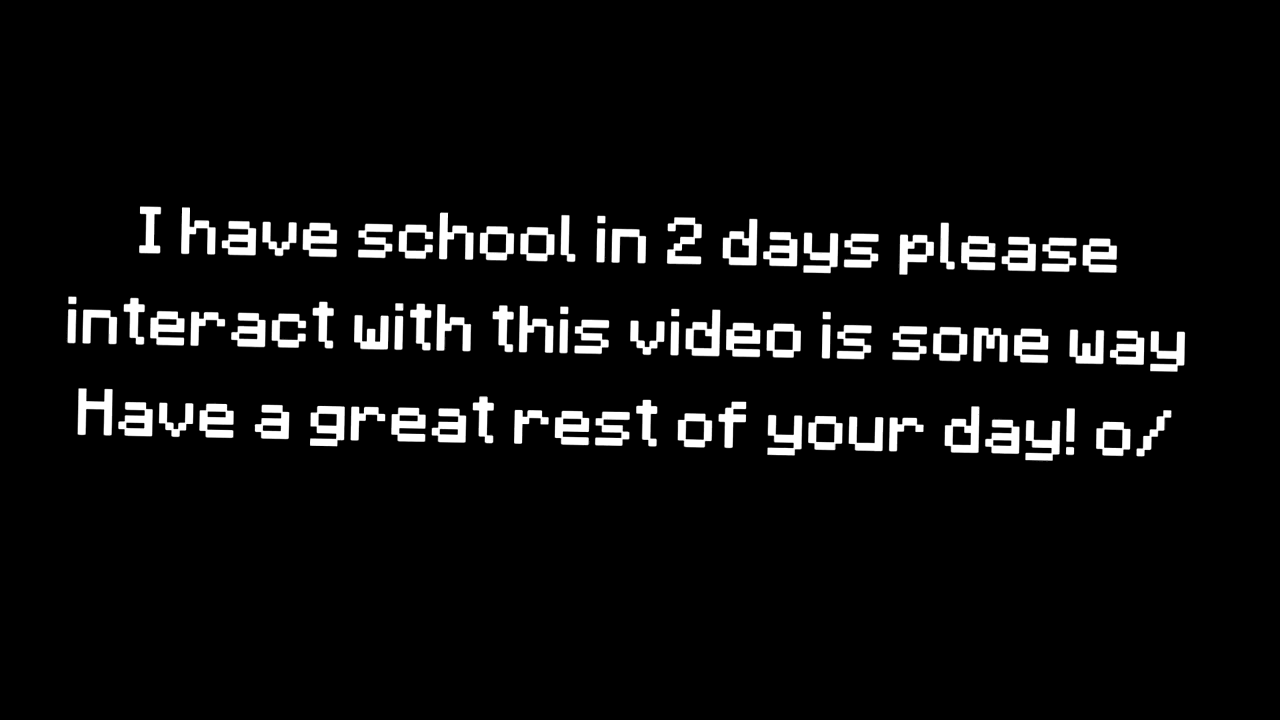 I have school in 2 days please
interact with this video is some way
Have a great rest of your day! o/